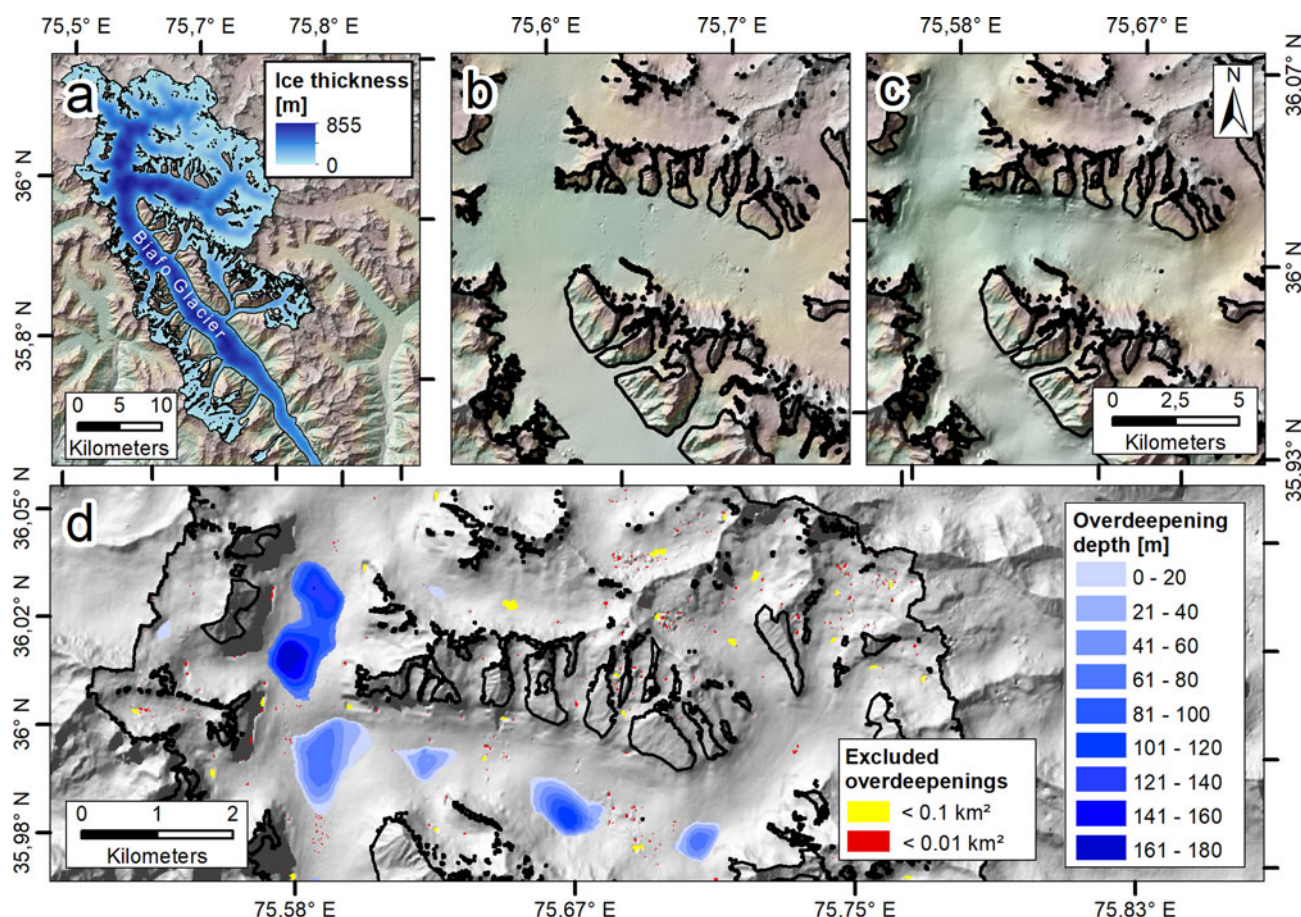 75,5° E 75,7° E 75,8° E 75,6° E 75,7° E 75,58° E 75,67° E
a
Ice thickness
[m]
855
0
36° N
35,8° N
Biafo Glacier
0 5 10
Kilometers
b
c
N
36,07° N
36° N
35,93° N
0 2,5 5
Kilometers
d
36,05° N
36,02° N
36° N
35,98° N
0 1 2
Kilometers
Excluded
overdeepenings
< 0.1 km²
< 0.01 km²
Overdeepening
depth [m]
0 - 20
21 - 40
41 - 60
61 - 80
81 - 100
101 - 120
121 - 140
141 - 160
161 - 180
75,58° E 75,67° E 75,75° E 75,83° E